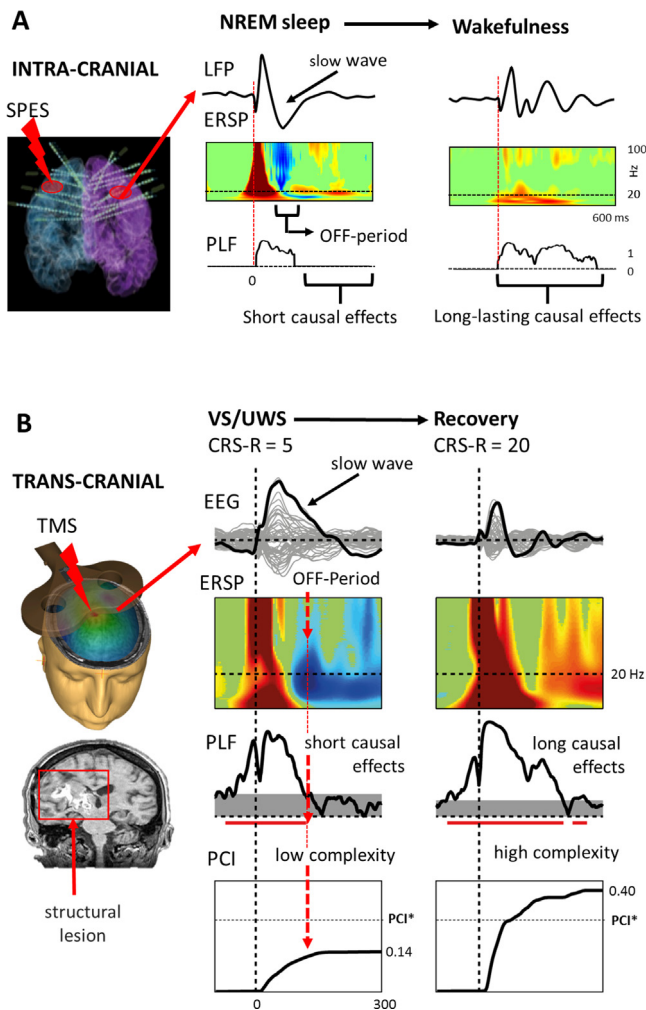 A
NREM sleep
Wakefulness
INTRA-CRANIAL
SPES
LFP
slow wave
ERSP
100
Hz
20
600 ms
OFF-period
PLF
1
0
0
Short causal effects
Long-lasting causal effects
B
VS/UWS
Recovery
CRS-R = 5
CRS-R = 20
TRANS-CRANIAL
TMS
slow wave
EEG
OFF-Period
ERSP
20 Hz
PLF
short causal
effects
long causal
effects
PCI
low complexity
high complexity
structural
lesion
PCI*
0.14
0.40
PCI*
0
300